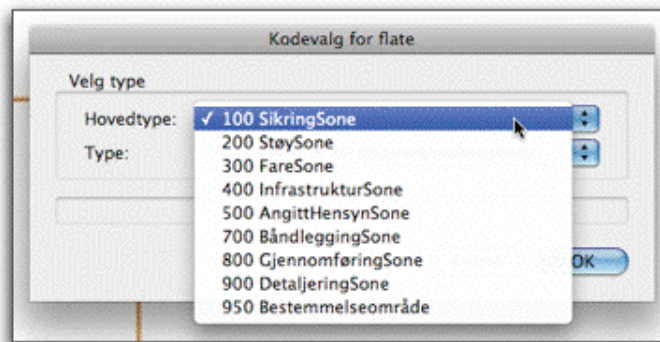 Kodevalg for flate
Velg type
Hovedtype:
✓ 100 SikringSone
Type:
200 StøySone
300 FareSone
400 InfrastrukturSone
500 AngittHensynSone
700 BåndleggingSone
800 GjennomføringSone
900 DetaljeringSone
950 Bestemmelseområde
OK